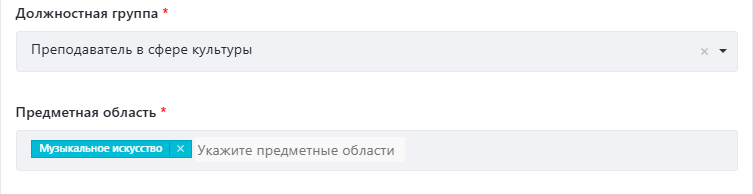 Должностная группа *
Преподаватель в сфере культуры ×
Предметная область *
Музыкальное искусство × Укажите предметные области